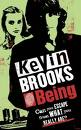 Kevin
BROOKS
Being
Can you ESCAPE
from WHAT you
REALLY ARE?